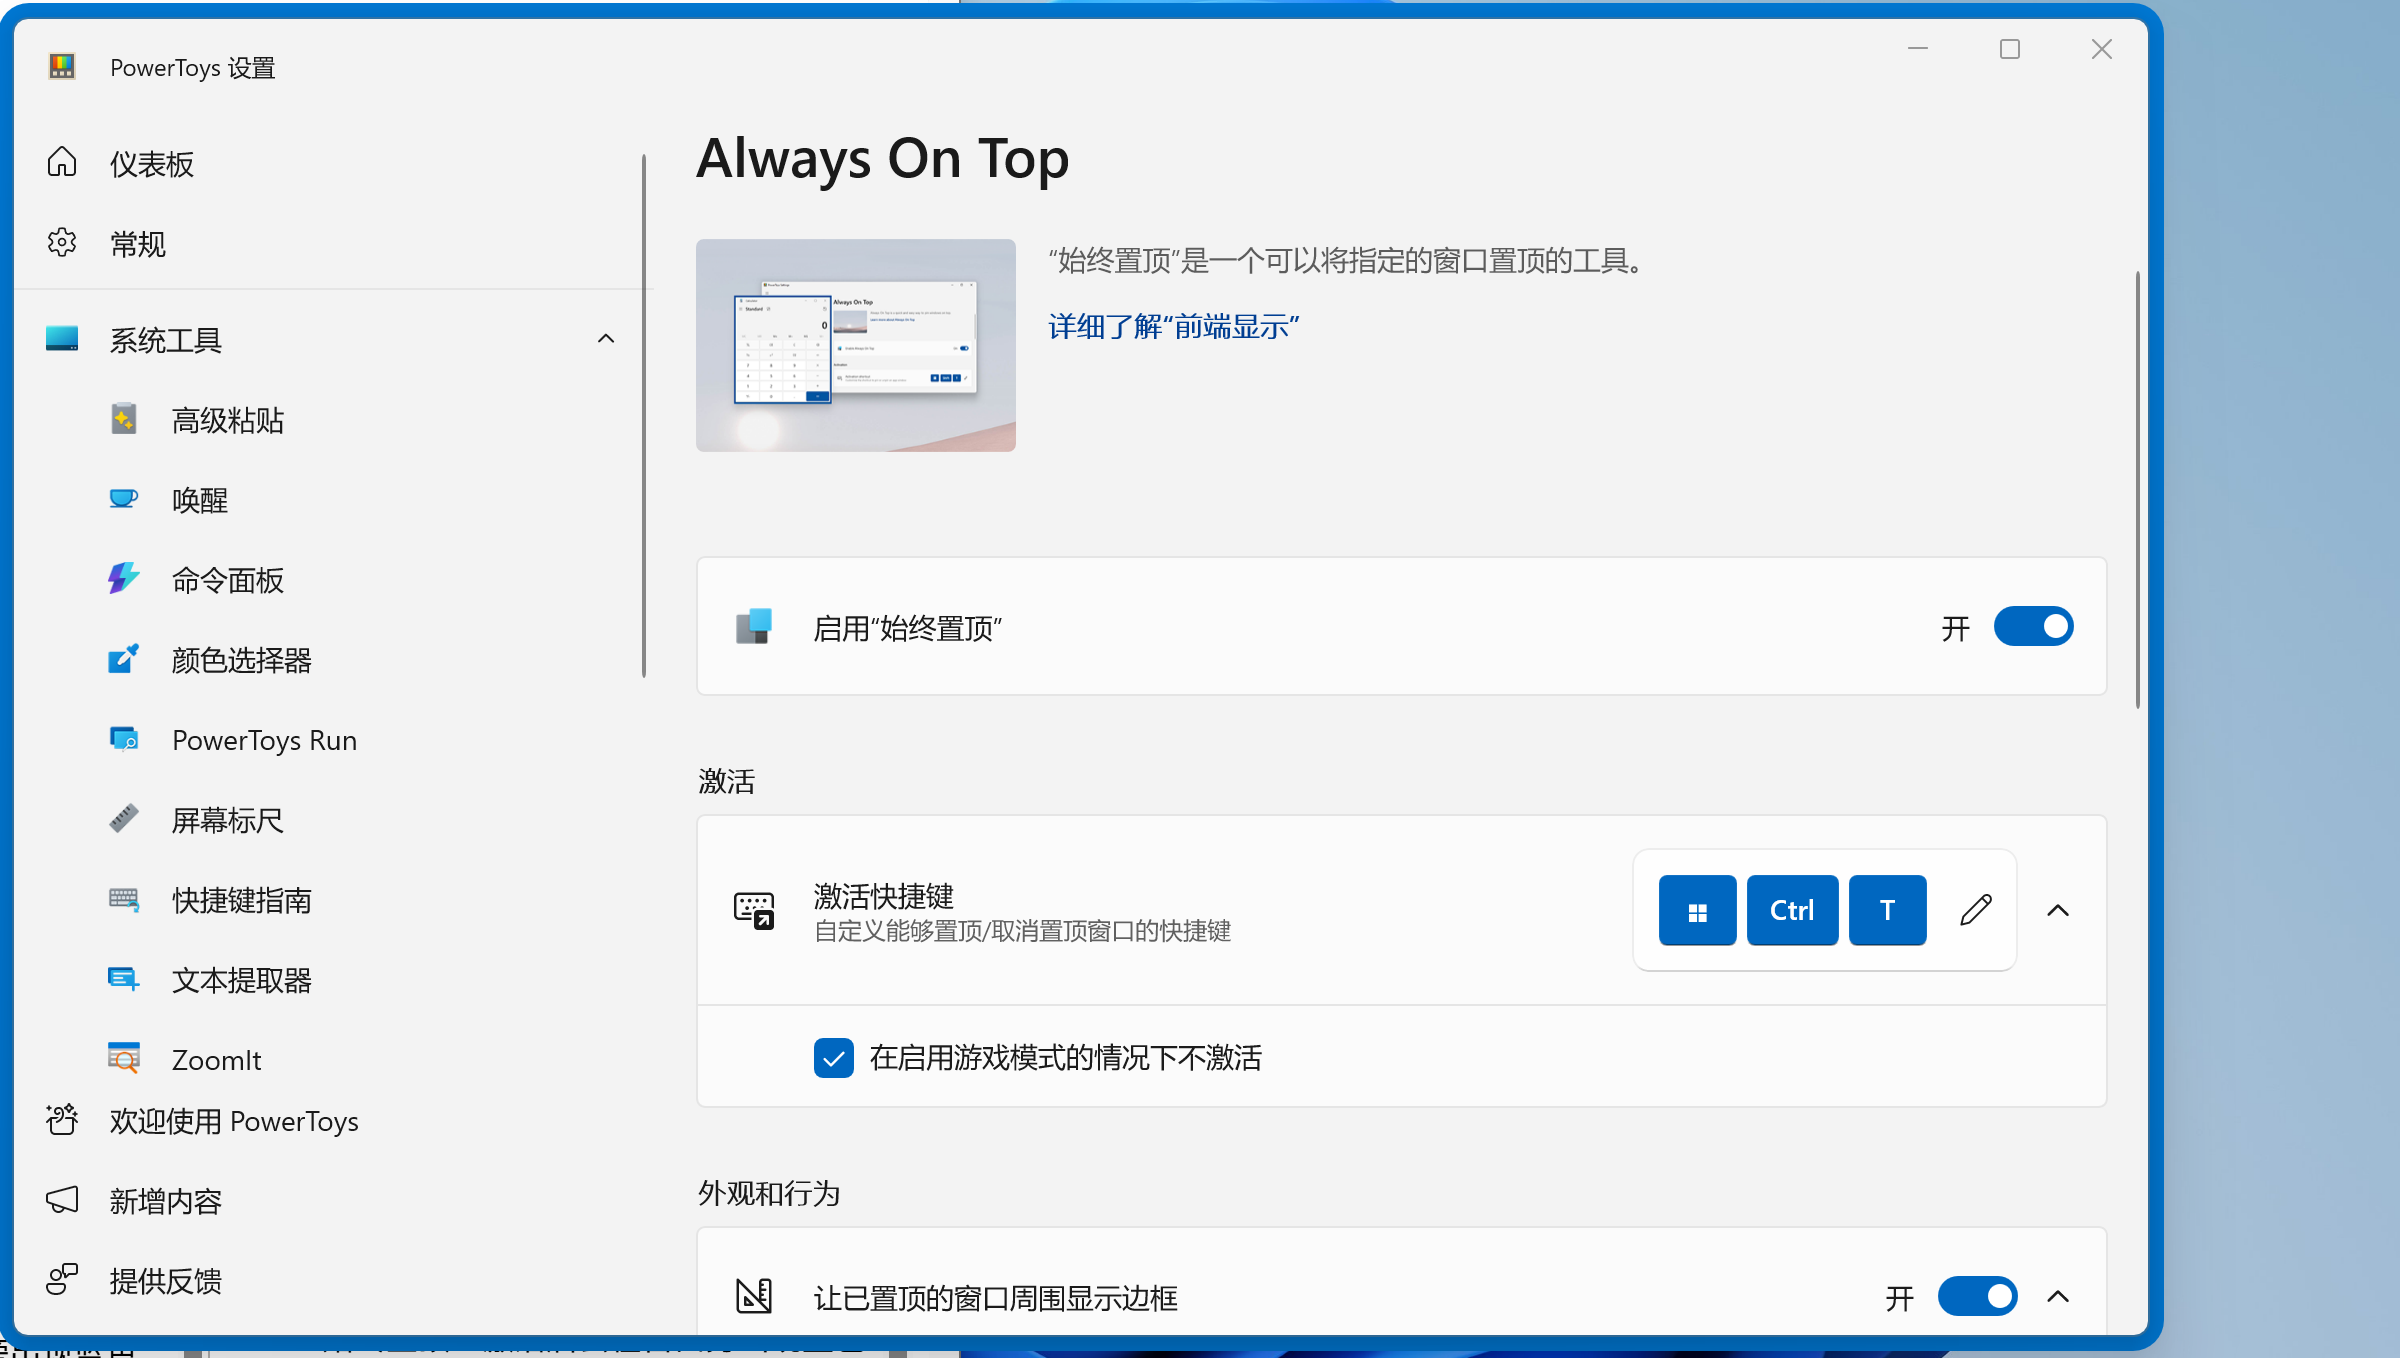 PowerToys 设置
仪表板
常规
系统工具
高级粘贴
唤醒
命令面板
颜色选择器
PowerToys Run
屏幕标尺
快捷键指南
文本提取器
ZoomIt
欢迎使用 PowerToys
新增内容
提供反馈
Always On Top
“始终置顶”是一个可以将指定的窗口置顶的工具。
详细了解“前端显示”
Always On Top
Standard
0
启用“始终置顶”
开
激活
激活快捷键
自定义能够置顶/取消置顶窗口的快捷键
Ctrl
T
在启用游戏模式的情况下不激活
外观和行为
让已置顶的窗口周围显示边框
开